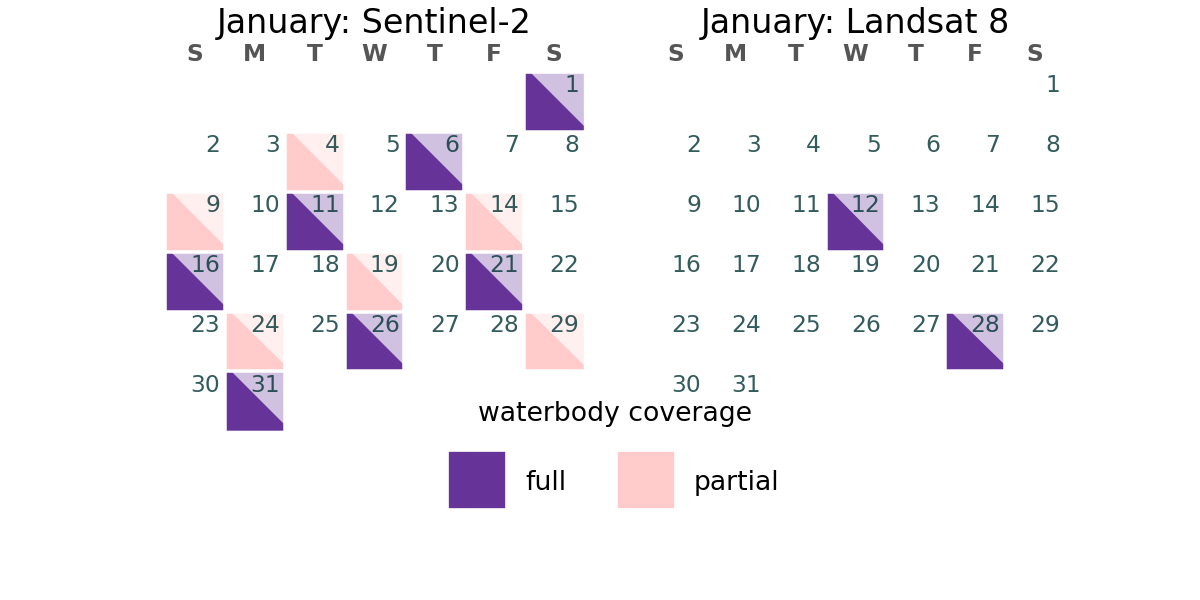 January: Sentinel-2
S M T W T F S
1
2 3 4 5 6 7 8
9 10 11 12 13 14 15
16 17 18 19 20 21 22
23 24 25 26 27 28 29
30 31
January: Landsat 8
S M T W T F S
1
2 3 4 5 6 7 8
9 10 11 12 13 14 15
16 17 18 19 20 21 22
23 24 25 26 27 28 29
30 31
waterbody coverage
full partial